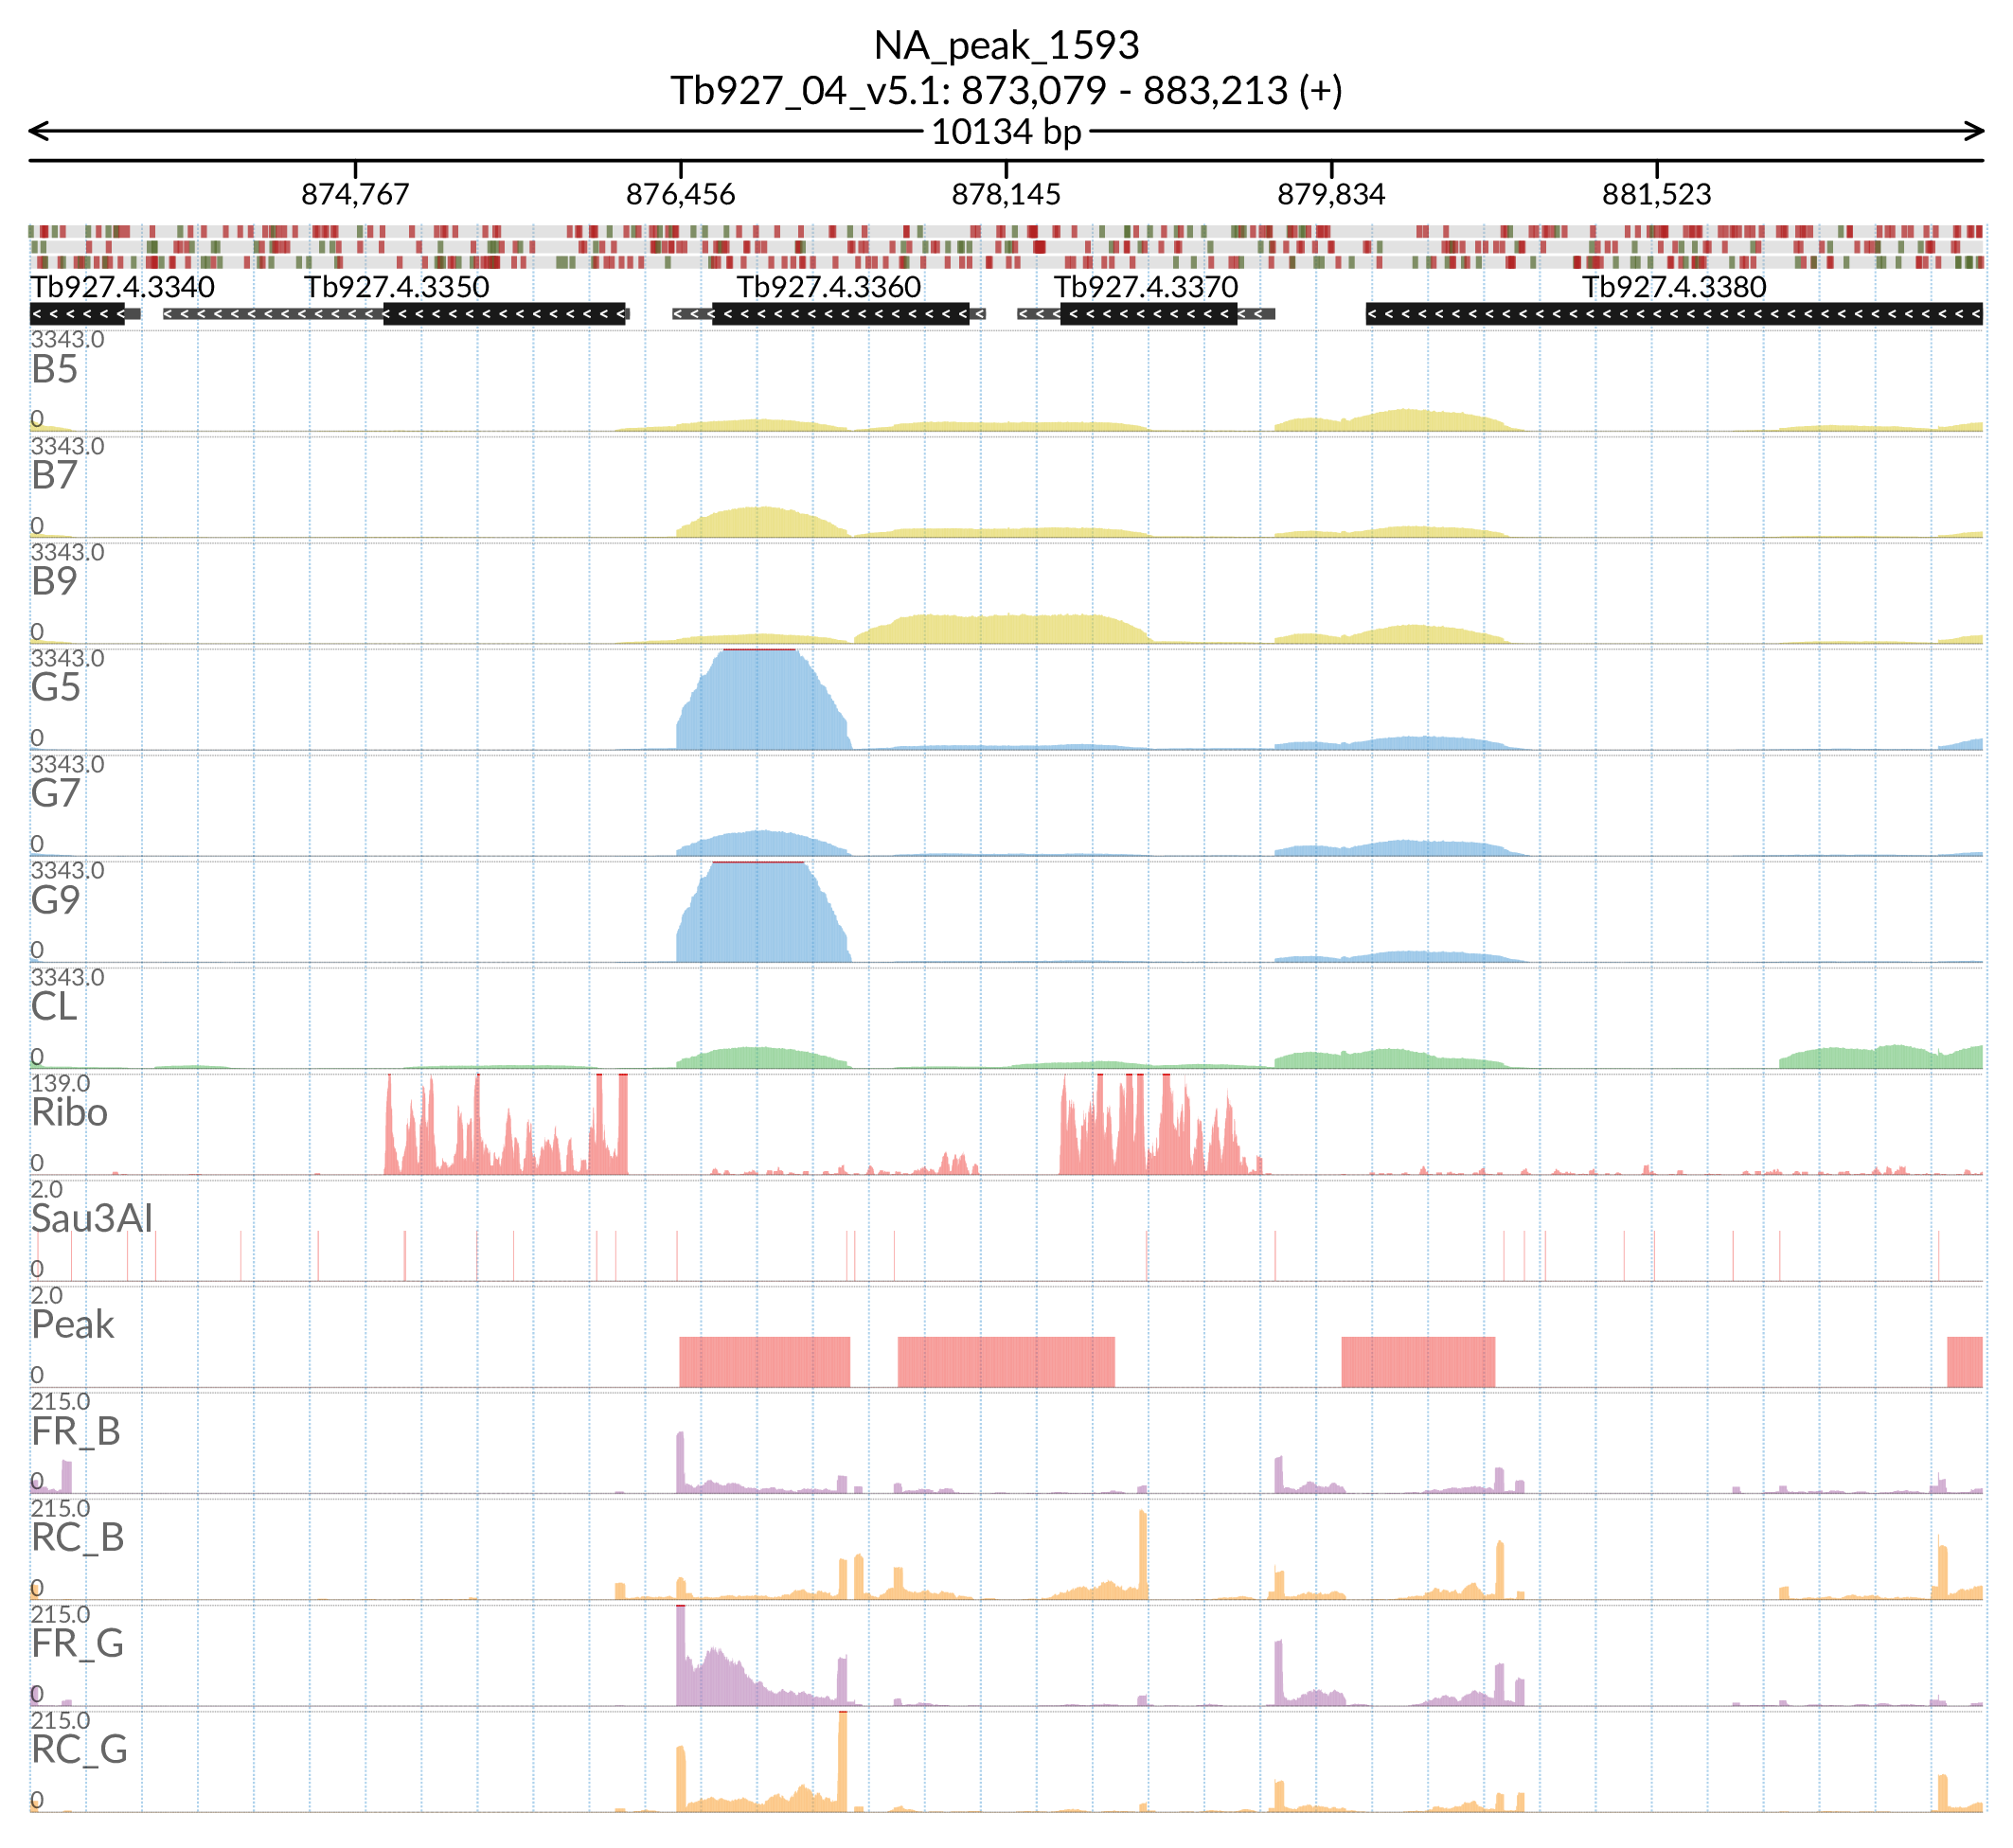 NA_peak_1593
Tb927_04_v5.1: 873,079 - 883,213 (+)
10134 bp
874,767 876,456 878,145 879,834 881,523
Tb927.4.3340 Tb927.4.3350 Tb927.4.3360 Tb927.4.3370 Tb927.4.3380
3343.0
B5
0
3343.0
B7
0
3343.0
B9
0
3343.0
G5
0
3343.0
G7
0
3343.0
G9
0
3343.0
CL
0
139.0
Ribo
0
2.0
Sau3AI
0
2.0
Peak
0
215.0
FR_B
0
215.0
RC_B
0
215.0
FR_G
0
215.0
RC_G
0